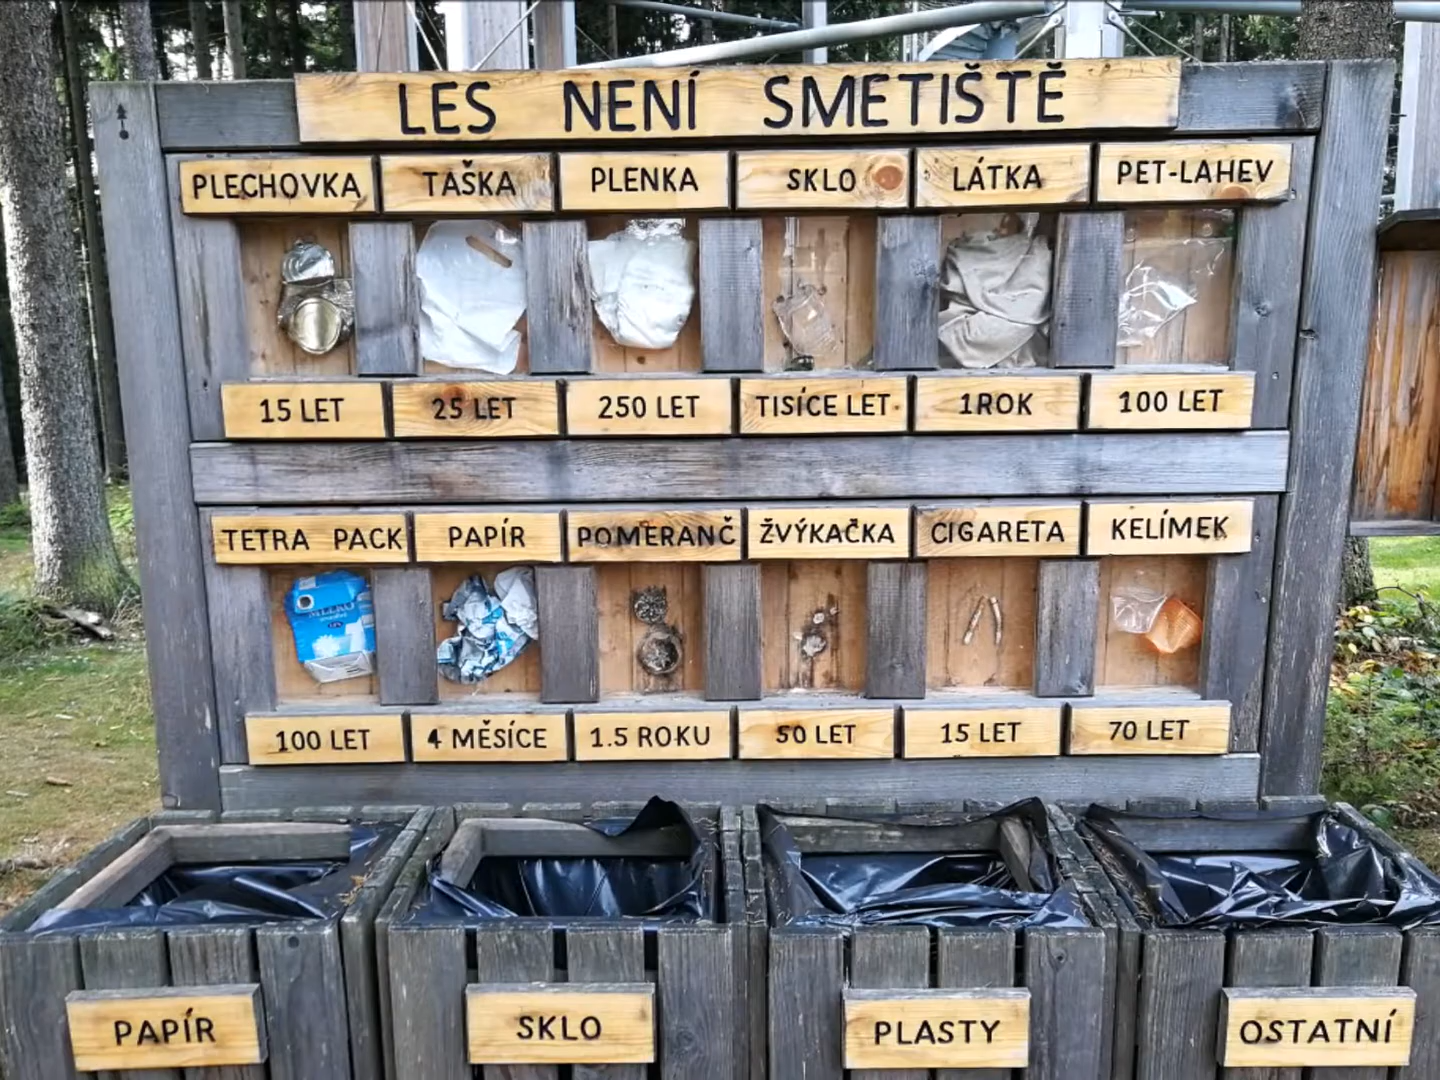 LES NENÍ SMETIŠTĚ
PLECHOVKA TAŠKA PLENKA SKLO LÁTKA PET-LAHEV
15 LET 25 LET 250 LET TISÍCE LET 1ROK 100 LET
TETRA PACK PAPÍR POMERANČ ŽVÝKAČKA CIGARETA KELÍMEK
MLÉKO
100 LET 4 MĚSÍCE 1.5 ROKU 50 LET 15 LET 70 LET
PAPÍR SKLO PLASTY OSTATNÍ